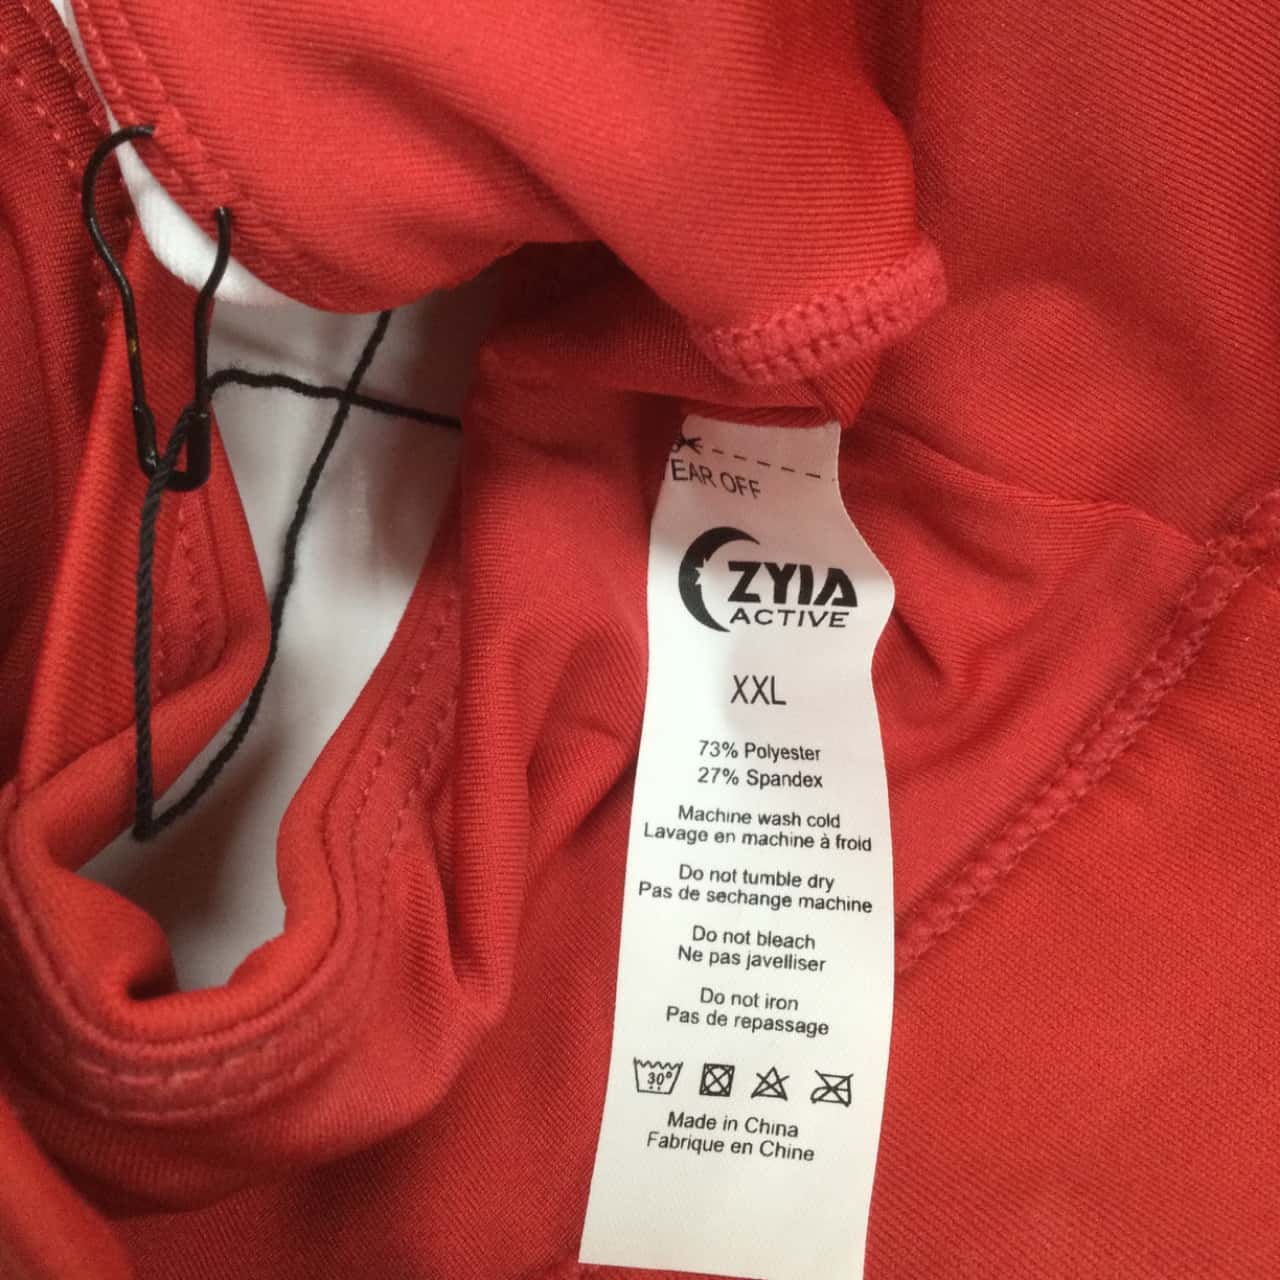 TEAR OFF
ZYIA
ACTIVE
XXL
73% Polyester
27% Spandex
Machine wash cold
Lavage en machine à froid
Do not tumble dry
Pas de sechange machine
Do not bleach
Ne pas javelliser
Do not iron
Pas de repassage
30°
Made in China
Fabrique en Chine